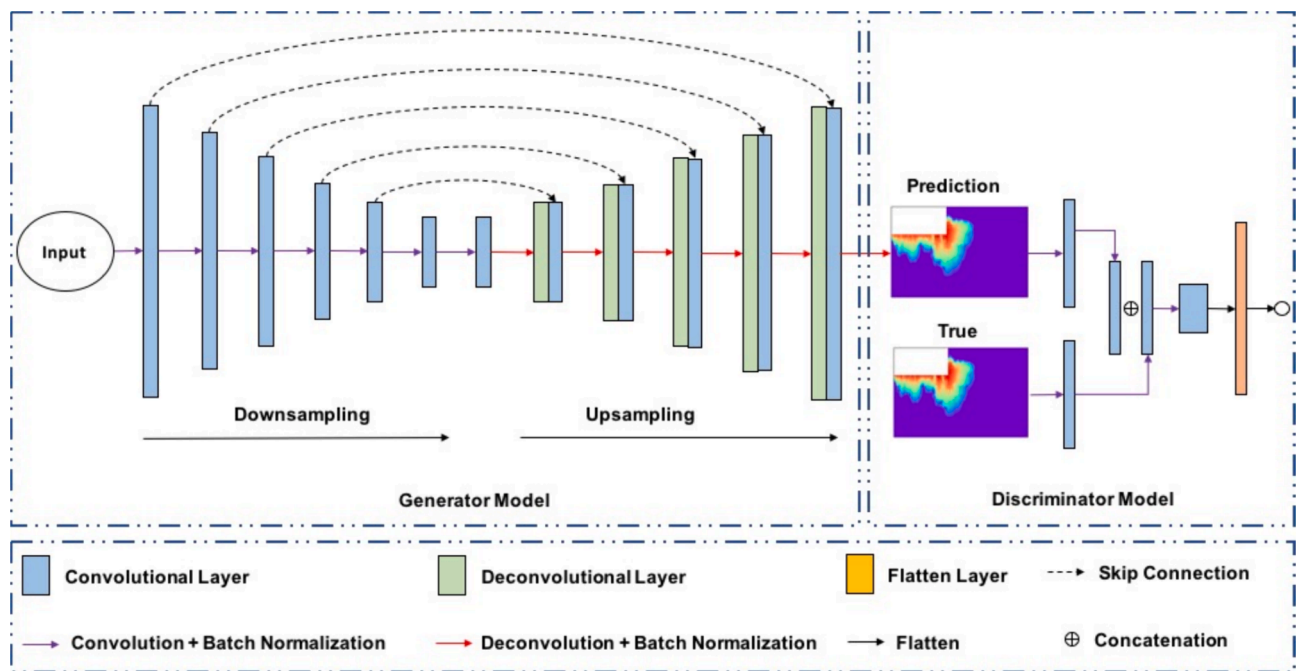 Input
Downsampling
Upsampling
Generator Model
Prediction
True
Discriminator Model
Convolutional Layer
Deconvolutional Layer
Flatten Layer
Skip Connection
Convolution + Batch Normalization
Deconvolution + Batch Normalization
Flatten
Concatenation